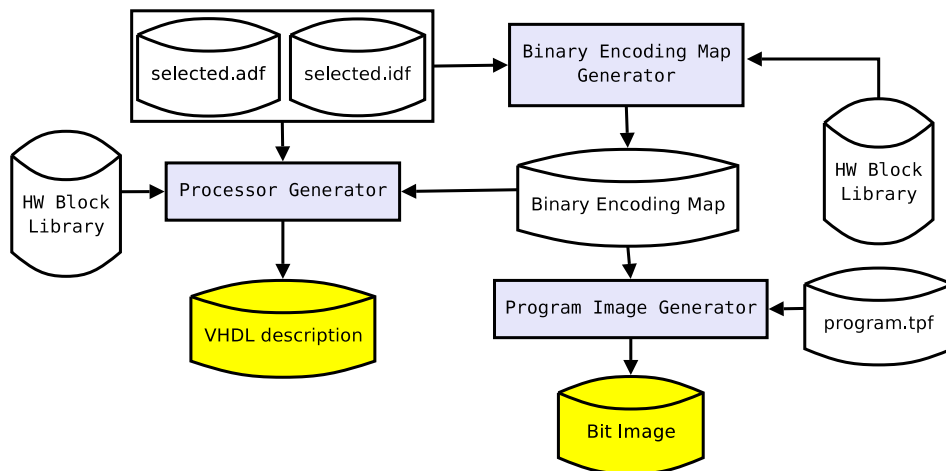 selected.adf
selected.idf
Binary Encoding Map
Generator
HW Block
Library
Processor Generator
HW Block
Library
Binary Encoding Map
Program Image Generator
program.tpf
VHDL description
Bit Image